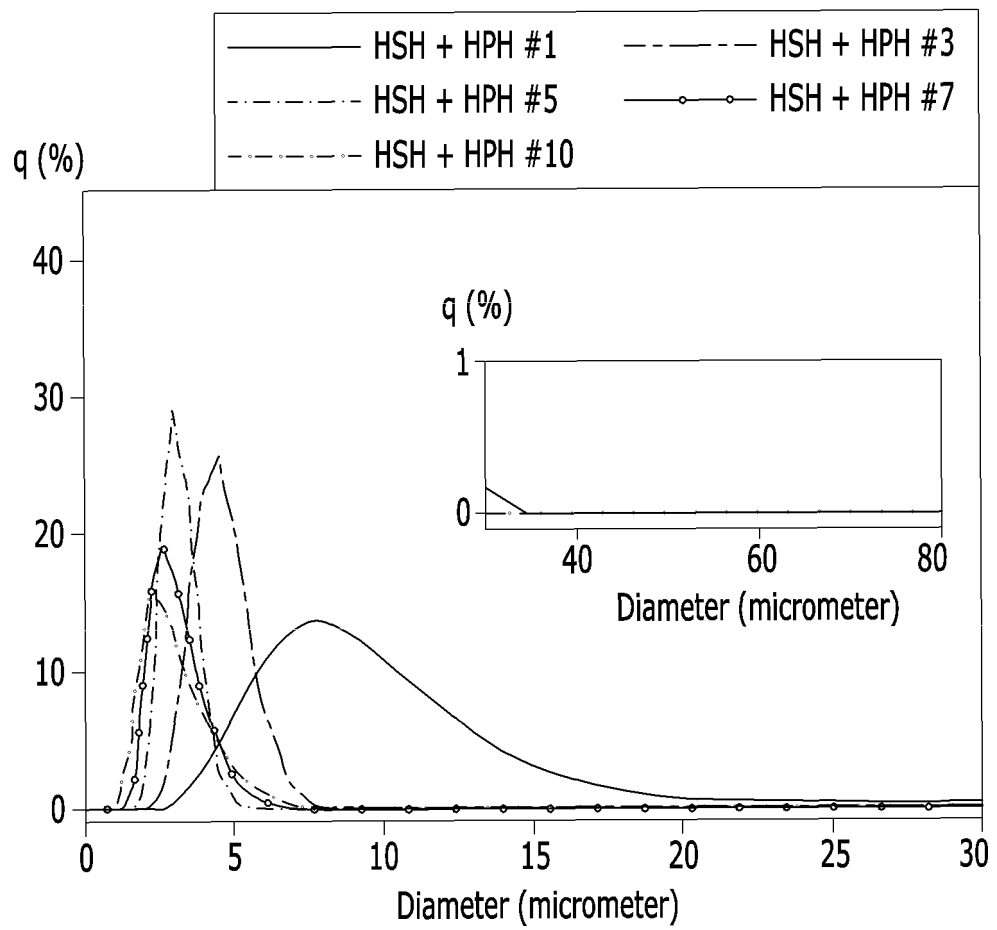 HSH + HPH #1
HSH + HPH #3
HSH + HPH #5
HSH + HPH #7
HSH + HPH #10
q (%)
40
30
20
10
0
0
5
10
15
20
25
30
Diameter (micrometer)
q (%)
1
0
40
60
80
Diameter (micrometer)